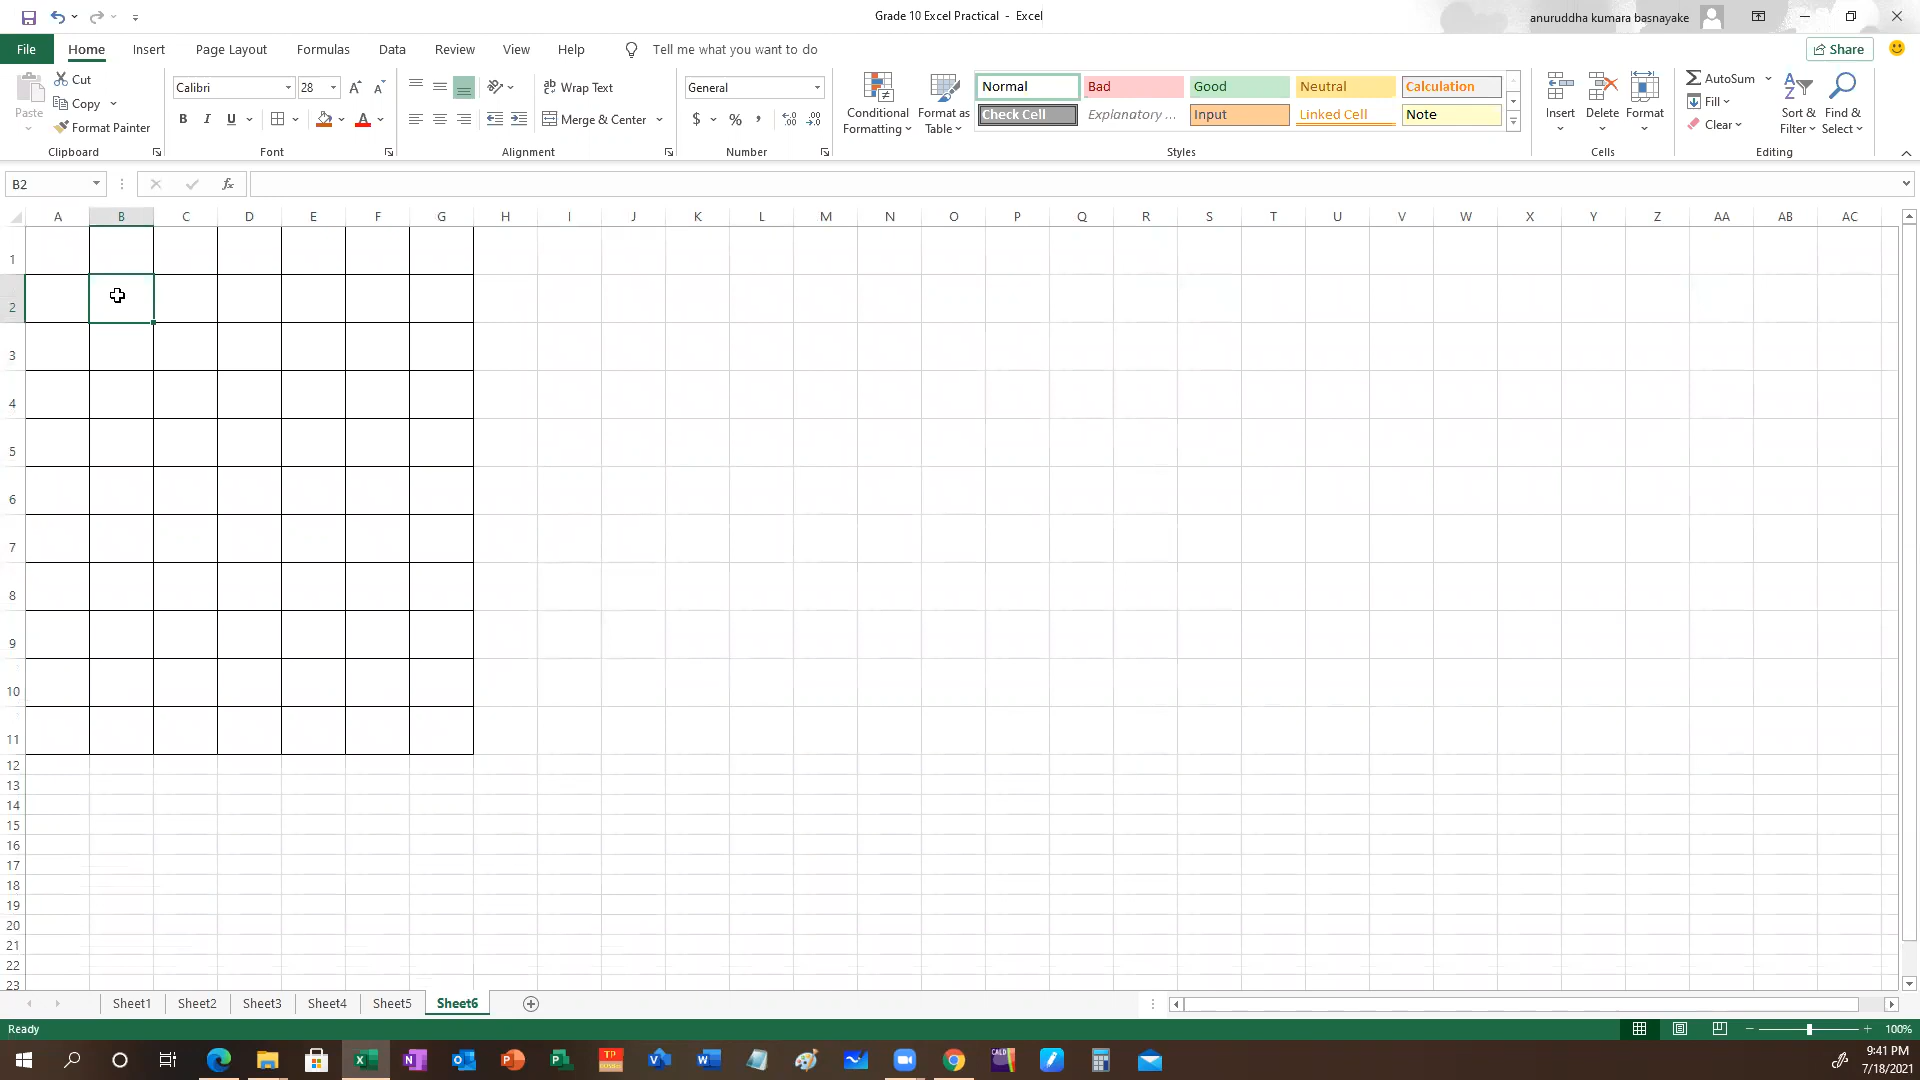 Grade 10 Excel Practical - Excel
anuruddha kumara basnayake
File Home Insert Page Layout Formulas Data Review View Help Tell me what you want to do Share
Paste
Cut
Copy
Format Painter
Clipboard
Calibri 28
B I U
Font
Wrap Text
Merge & Center
Alignment
General
$ % ,
Number
Conditional Formatting
Format as Table
Normal Bad Good Neutral Calculation
Check Cell Explanatory ... Input Linked Cell Note
Styles
Insert Delete Format
Cells
AutoSum
Fill
Clear
Sort & Filter
Find & Select
Editing
B2 fx
A B C D E F G H I J K L M N O P Q R S T U V W X Y Z AA AB AC
1
2
3
4
5
6
7
8
9
10
11
12
13
14
15
16
17
18
19
20
21
22
23
Sheet1 Sheet2 Sheet3 Sheet4 Sheet5 Sheet6
Ready
100%
9:41 PM
7/18/2021